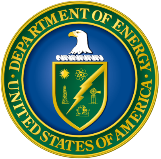 DEPARTMENT OF ENERGY
UNITED STATES OF AMERICA